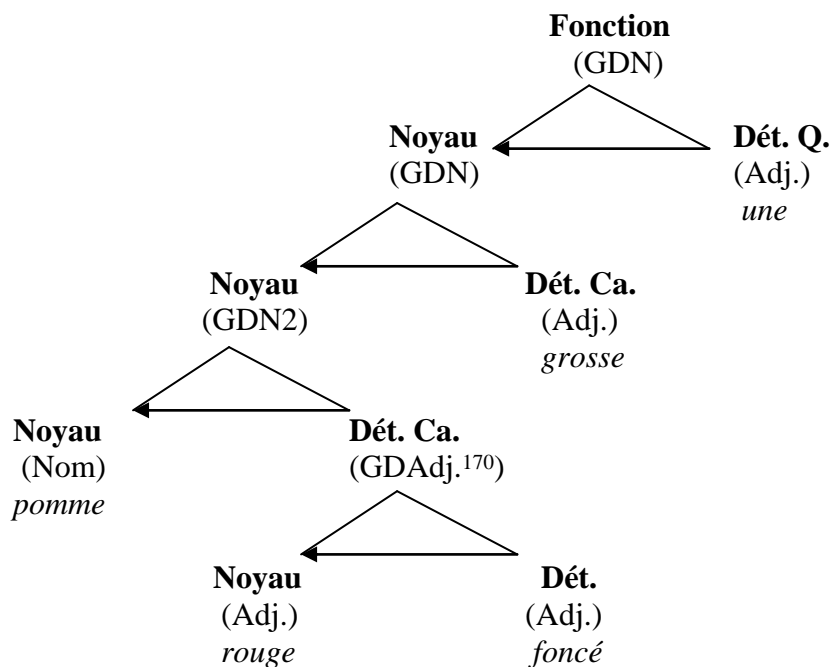 Fonction
(GDN)
Noyau
(GDN)
Dét. Q.
(Adj.)
une
Noyau
(GDN2)
Dét. Ca.
(Adj.)
grosse
Noyau
(Nom)
pomme
Dét. Ca.
(GDAdj.170)
Noyau
(Adj.)
rouge
Dét.
(Adj.)
foncé